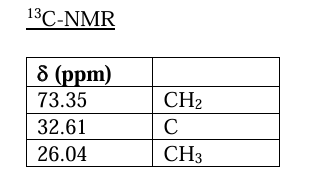 ¹³C-NMR
δ (ppm)
73.35 CH₂
32.61 C
26.04 CH₃